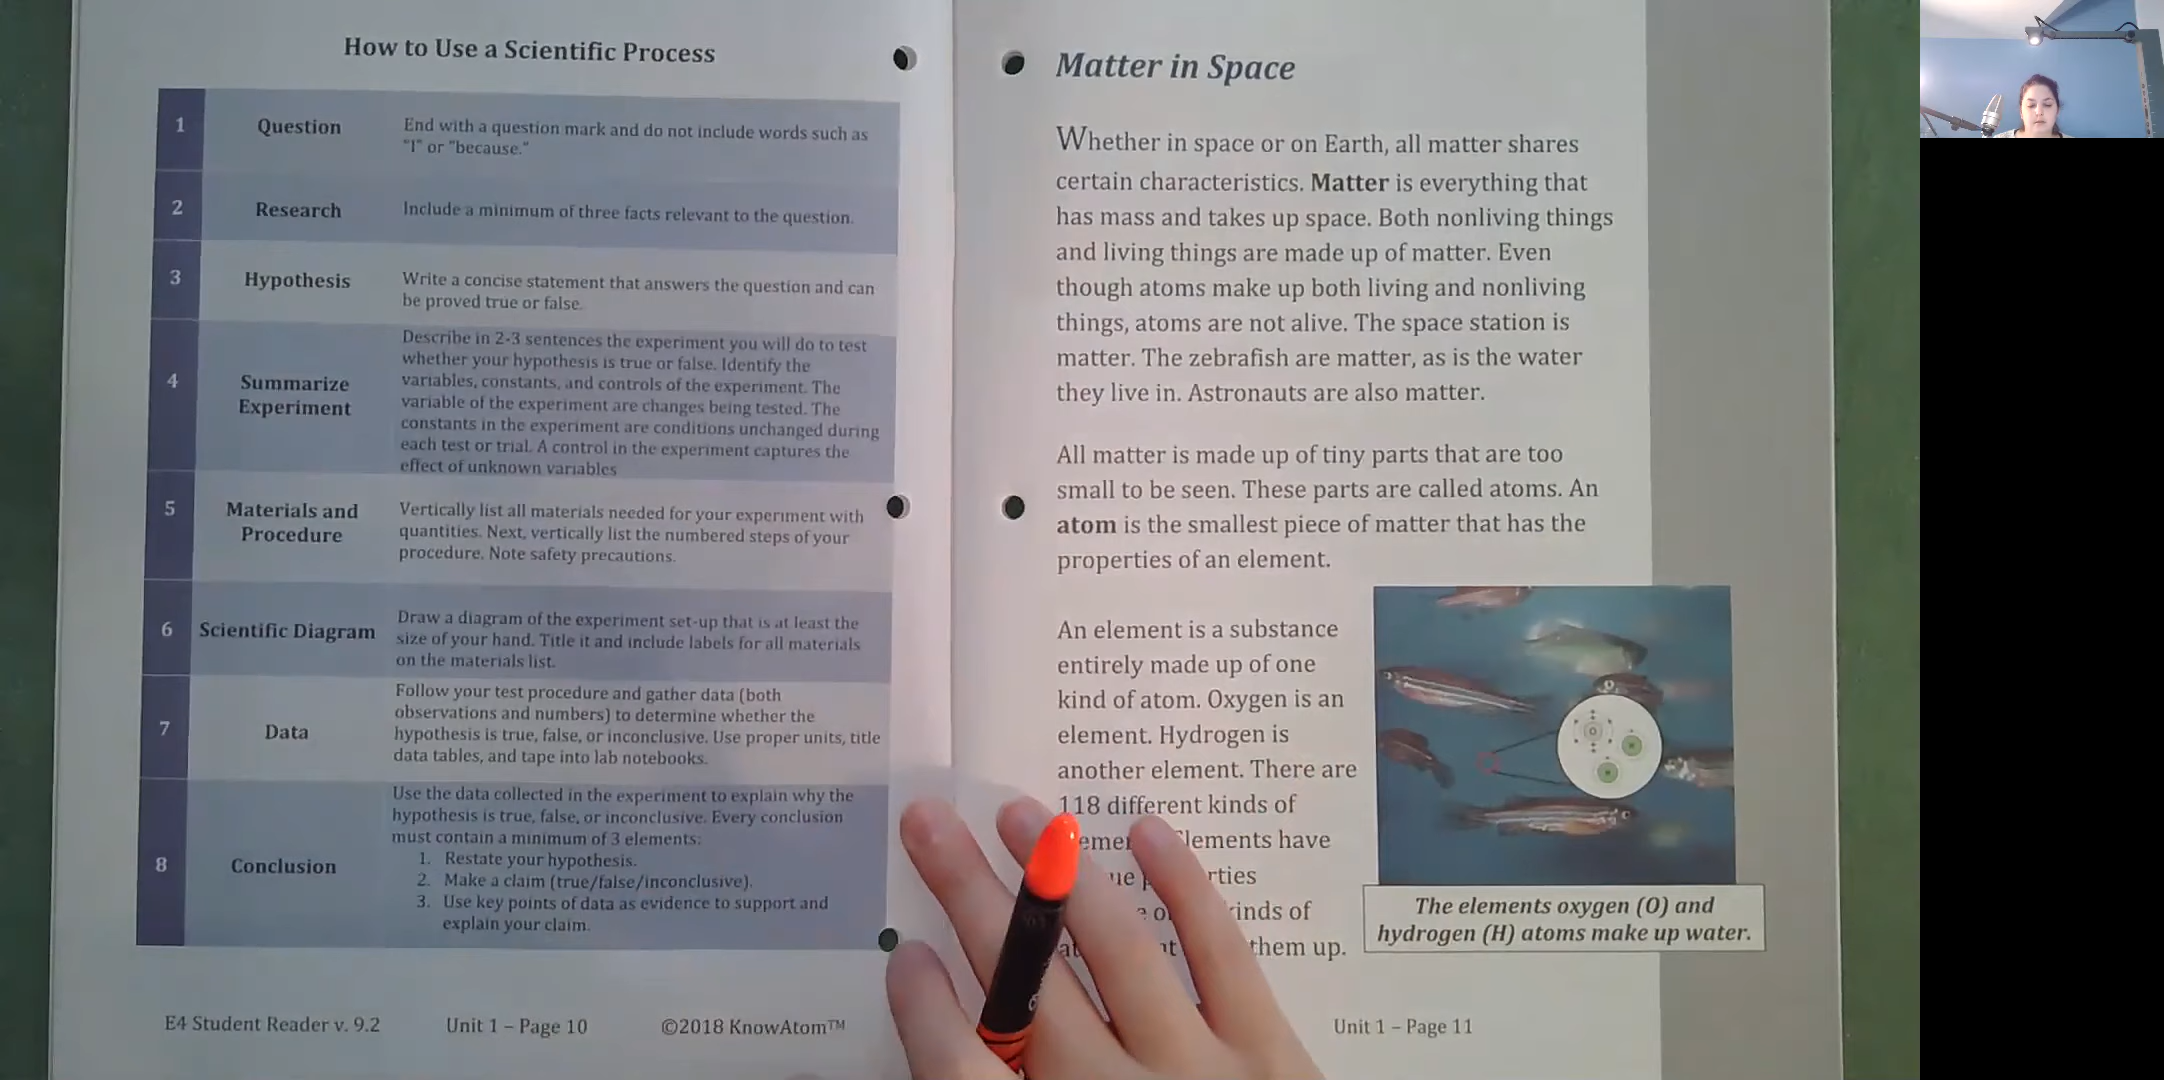 How to Use a Scientific Process
1
Question
End with a question mark and do not include words such as
"I" or "because."
2
Research
Include a minimum of three facts relevant to the question.
3
Hypothesis
Write a concise statement that answers the question and can
be proved true or false.
4
Summarize
Experiment
Describe in 2-3 sentences the experiment you will do to test
whether your hypothesis is true or false. Identify the
variables, constants, and controls of the experiment. The
variable of the experiment are changes being tested. The
constants in the experiment are conditions unchanged during
each test or trial. A control in the experiment captures the
effect of unknown variables
5
Materials and
Procedure
Vertically list all materials needed for your experiment with
quantities. Next, vertically list the numbered steps of your
procedure. Note safety precautions.
6
Scientific Diagram
Draw a diagram of the experiment set-up that is at least the
size of your hand. Title it and include labels for all materials
on the materials list.
7
Data
Follow your test procedure and gather data (both
observations and numbers) to determine whether the
hypothesis is true, false, or inconclusive. Use proper units, title
data tables, and tape into lab notebooks.
8
Conclusion
Use the data collected in the experiment to explain why the
hypothesis is true, false, or inconclusive. Every conclusion
must contain a minimum of 3 elements:
1. Restate your hypothesis.
2. Make a claim (true/false/inconclusive).
3. Use key points of data as evidence to support and
explain your claim.
E4 Student Reader v. 9.2 Unit 1 – Page 10 ©2018 KnowAtom™
Matter in Space
Whether in space or on Earth, all matter shares
certain characteristics. Matter is everything that
has mass and takes up space. Both nonliving things
and living things are made up of matter. Even
though atoms make up both living and nonliving
things, atoms are not alive. The space station is
matter. The zebrafish are matter, as is the water
they live in. Astronauts are also matter.
All matter is made up of tiny parts that are too
small to be seen. These parts are called atoms. An
atom is the smallest piece of matter that has the
properties of an element.
An element is a substance
entirely made up of one
kind of atom. Oxygen is an
element. Hydrogen is
another element. There are
118 different kinds of
Elements have
kinds of
them up.
The elements oxygen (O) and
hydrogen (H) atoms make up water.
Unit 1 – Page 11